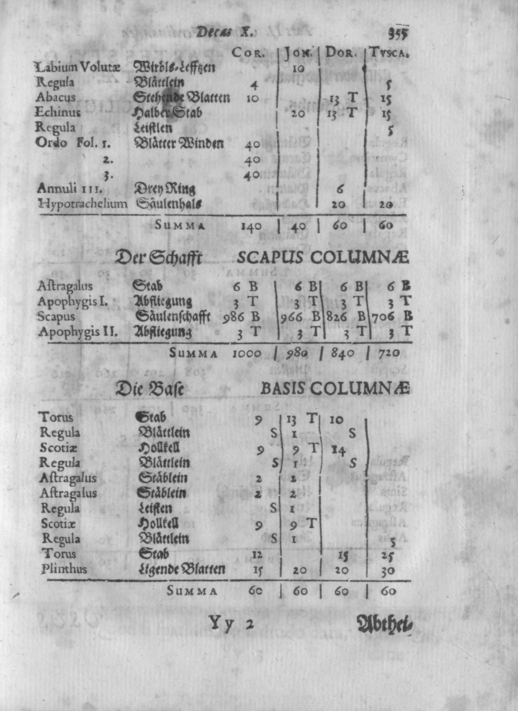 Decas X. 355
COR. JON. DOR. TVSCA.
Labium Volutæ Wirbls-Leffzen 10
Regula Blättlein 4 5
Abacus Stehende Blatten 10 13 T 15
Echinus Halber Stab 20 13 T 15
Regula Leistlen 5
Ordo Fol. 1. Blätter Winden 40
2. 40
3. 40
Annuli III. Drey Ring 6
Hypotrachelium Säulenhals 20 20
SUMMA 140 | 40 | 60 | 60
Der Schafft SCAPUS COLUMNÆ
Astragalus Stab 6 B 6 B 6 B 6 B
Apophygis I. Abfliegung 3 T 3 T 3 T 3 T
Scapus Säulenschafft 986 B 966 B 826 B 706 B
Apophygis II. Abfliegung 3 T 3 T 3 T 3 T
SUMMA 1000 | 980 | 840 | 720
Die Base BASIS COLUMNÆ
Torus Stab 9 13 T 10
Regula Blättlein S 1 S
Scotiæ Hollkell 9 9 T 14
Regula Blättlein S 1 S
Astragalus Stäblein 2 2
Astragalus Stäblein 2 2
Regula Leisten S 1
Scotiæ Hollkell 9 9 T
Regula Blättlein S 1 5
Torus Stab 12 15 25
Plinthus Ligende Blatten 15 20 20 30
SUMMA 60 | 60 | 60 | 60
Yy 2 Abthei-